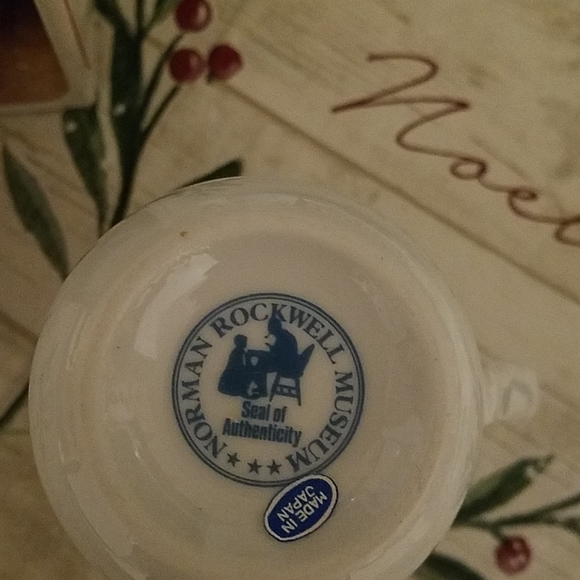 Noel
NORMAN ROCKWELL MUSEUM
Seal of
Authenticity
MADE IN
JAPAN